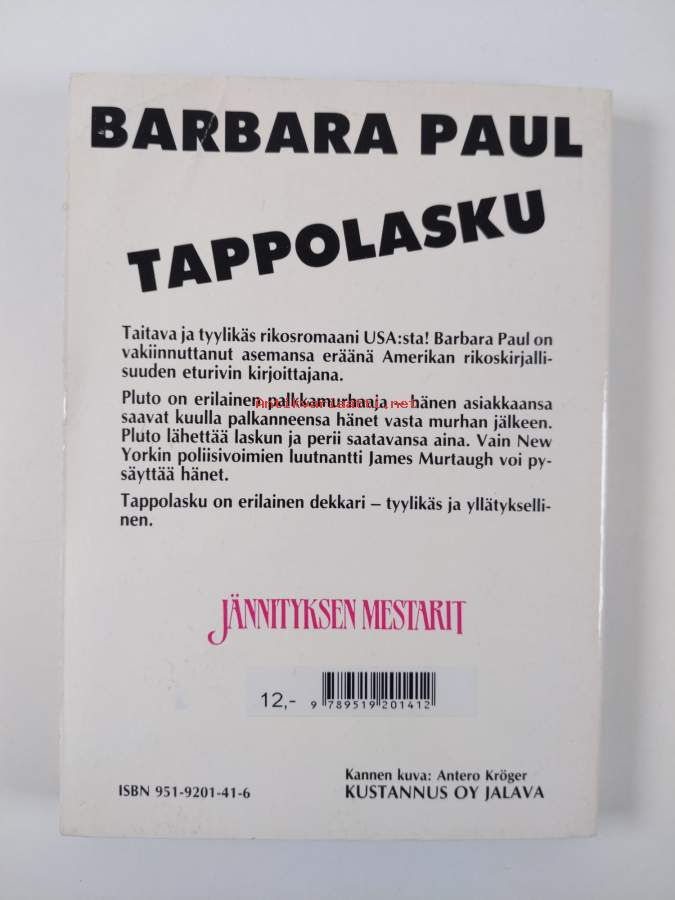 BARBARA PAUL
TAPPOLASKU
Taitava ja tyylikäs rikosromaani USA:sta! Barbara Paul on
vakiinnuttanut asemansa eräänä Amerikan rikoskirjalli-
suuden eturivin kirjoittajana.
Pluto on erilainen palkkamurhaaja – hänen asiakkaansa
Antikvariaatti.net
saavat kuulla palkanneensa hänet vasta murhan jälkeen.
Pluto lähettää laskun ja perii saatavansa aina. Vain New
Yorkin poliisivoimien luutnantti James Murtaugh voi py-
säyttää hänet.
Tappolasku on erilainen dekkari – tyylikäs ja yllätykselli-
nen.
JÄNNITYKSEN MESTARIT
12,-
9 789519 201412
ISBN 951-9201-41-6
Kannen kuva: Antero Kröger
KUSTANNUS OY JALAVA